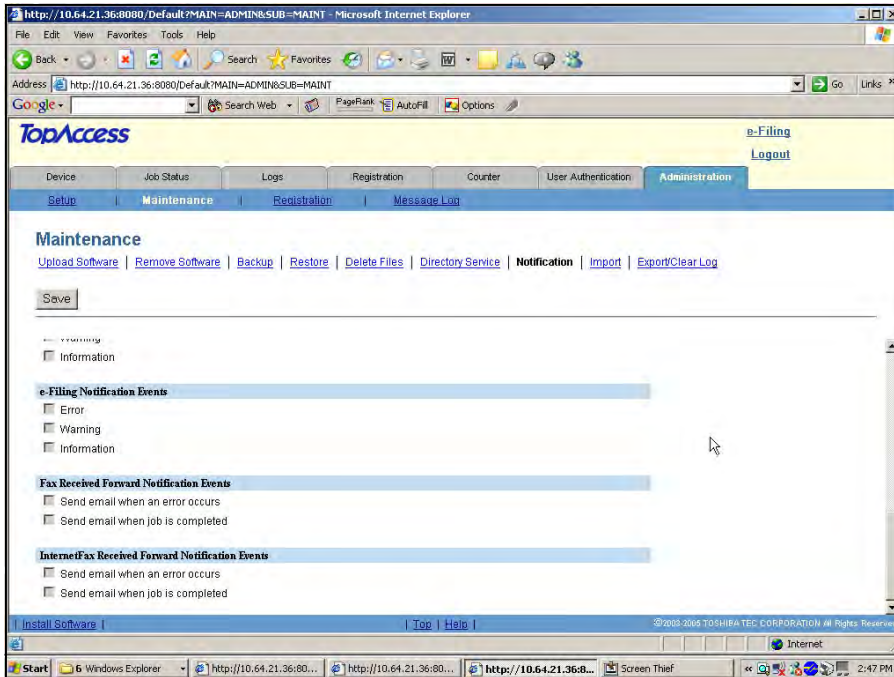 http://10.64.21.36:8080/Default?MAIN=ADMIN&SUB=MAINT - Microsoft Internet Explorer
File Edit View Favorites Tools Help
Back Search Favorites
Address http://10.64.21.36:8080/Default?MAIN=ADMIN&SUB=MAINT Go Links »
Google Search Web PageRank AutoFill Options
TopAccess
e-Filing
Logout
Device Job Status Logs Registration Counter User Authentication Administration
Setup | Maintenance | Registration | Message Log
Maintenance
Upload Software | Remove Software | Backup | Restore | Delete Files | Directory Service | Notification | Import | Export/Clear Log
Save
Warning
Information
e-Filing Notification Events
Error
Warning
Information
Fax Received Forward Notification Events
Send email when an error occurs
Send email when job is completed
InternetFax Received Forward Notification Events
Send email when an error occurs
Send email when job is completed
| Install Software | | Top | Help | ©2003-2005 TOSHIBA TEC CORPORATION All Rights Reserve
Internet
Start 6 Windows Explorer http://10.64.21.36:80... http://10.64.21.36:80... http://10.64.21.36:8... Screen Thief « 2:47 PM